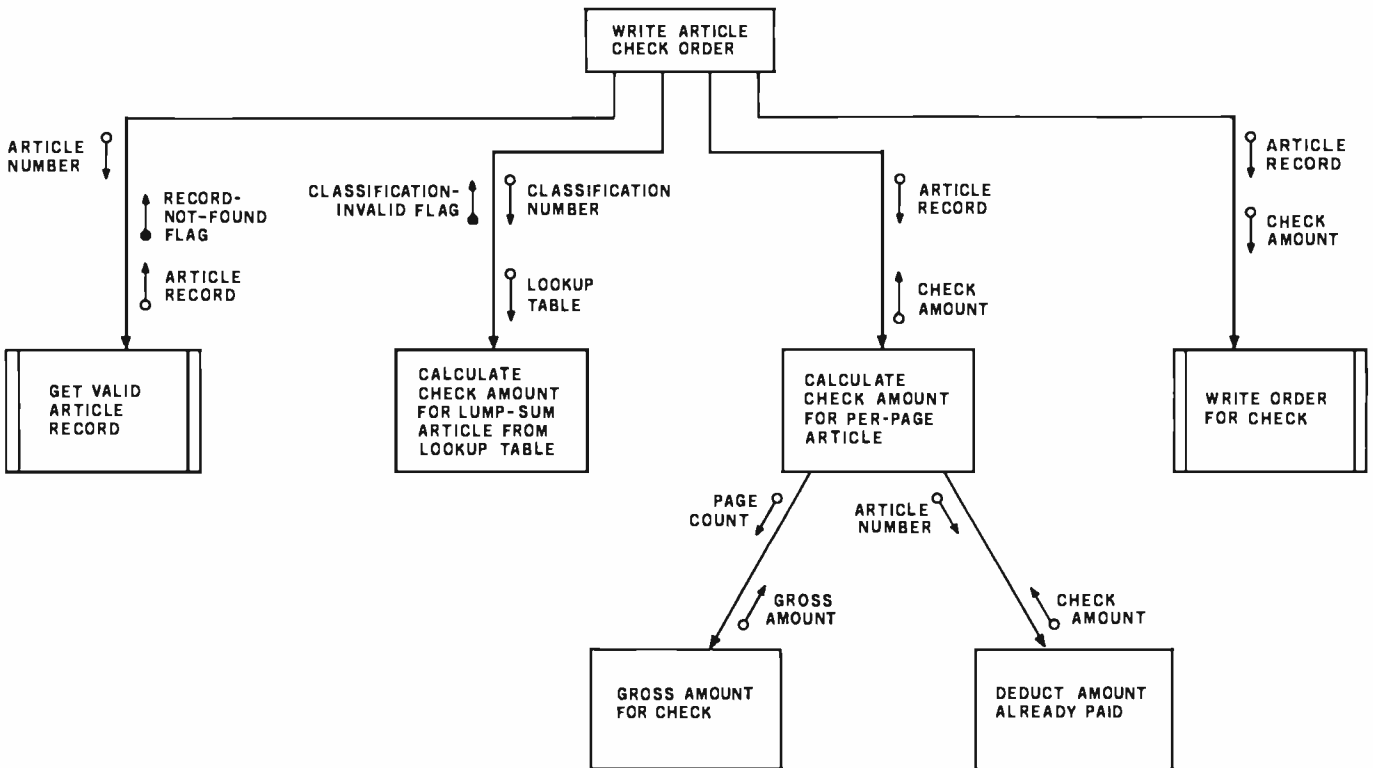 WRITE ARTICLE
CHECK ORDER
ARTICLE
NUMBER
RECORD-
NOT-FOUND
FLAG
ARTICLE
RECORD
CLASSIFICATION-
INVALID FLAG
CLASSIFICATION
NUMBER
LOOKUP
TABLE
ARTICLE
RECORD
CHECK
AMOUNT
ARTICLE
RECORD
CHECK
AMOUNT
GET VALID
ARTICLE
RECORD
CALCULATE
CHECK AMOUNT
FOR LUMP-SUM
ARTICLE FROM
LOOKUP TABLE
CALCULATE
CHECK AMOUNT
FOR PER-PAGE
ARTICLE
WRITE ORDER
FOR CHECK
PAGE
COUNT
ARTICLE
NUMBER
GROSS
AMOUNT
CHECK
AMOUNT
GROSS AMOUNT
FOR CHECK
DEDUCT AMOUNT
ALREADY PAID